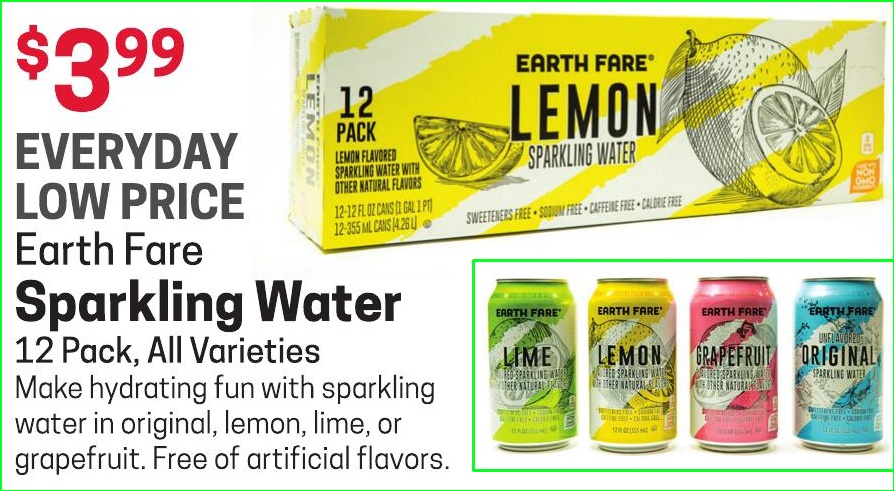 $3.99
EVERYDAY
LOW PRICE
Earth Fare
Sparkling Water
12 Pack, All Varieties
Make hydrating fun with sparkling
water in original, lemon, lime, or
grapefruit. Free of artificial flavors.
EARTH FARE®
LEMON
SPARKLING WATER
12
PACK
LEMON FLAVORED
SPARKLING WATER WITH
OTHER NATURAL FLAVORS
12-12 FL OZ CANS (1 GAL 1 PT)
12-355 ML CANS (4.26 L)
SWEETENERS FREE • SODIUM FREE • CAFFEINE FREE • CALORIE FREE
NON
GMO
LEMON
EARTH FARE
LIME
EARTH FARE
LEMON
EARTH FARE
GRAPEFRUIT
EARTH FARE
UNFLAVORED
ORIGINAL
SPARKLING WATER